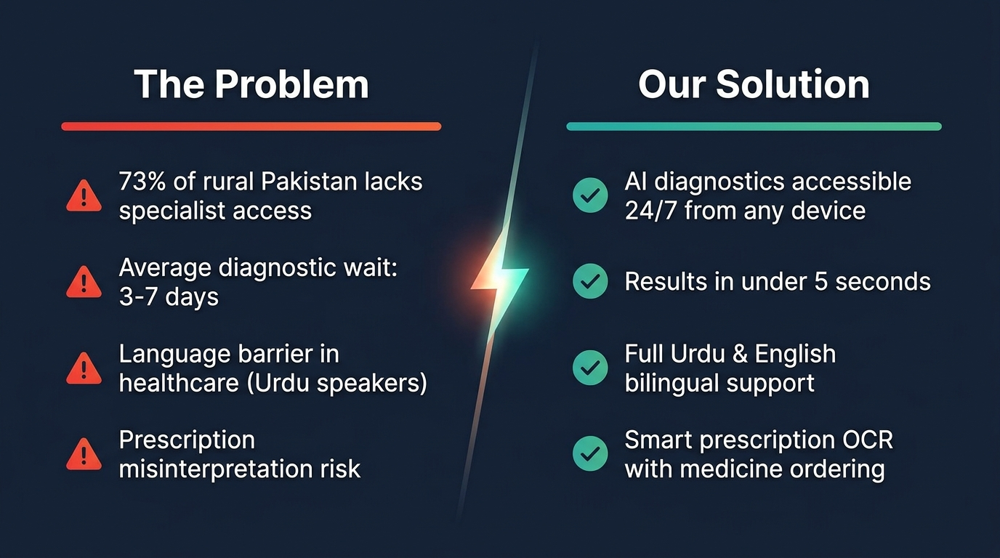 The Problem
73% of rural Pakistan lacks
specialist access
Average diagnostic wait:
3-7 days
Language barrier in
healthcare (Urdu speakers)
Prescription
misinterpretation risk
Our Solution
AI diagnostics accessible
24/7 from any device
Results in under 5 seconds
Full Urdu & English
bilingual support
Smart prescription OCR
with medicine ordering